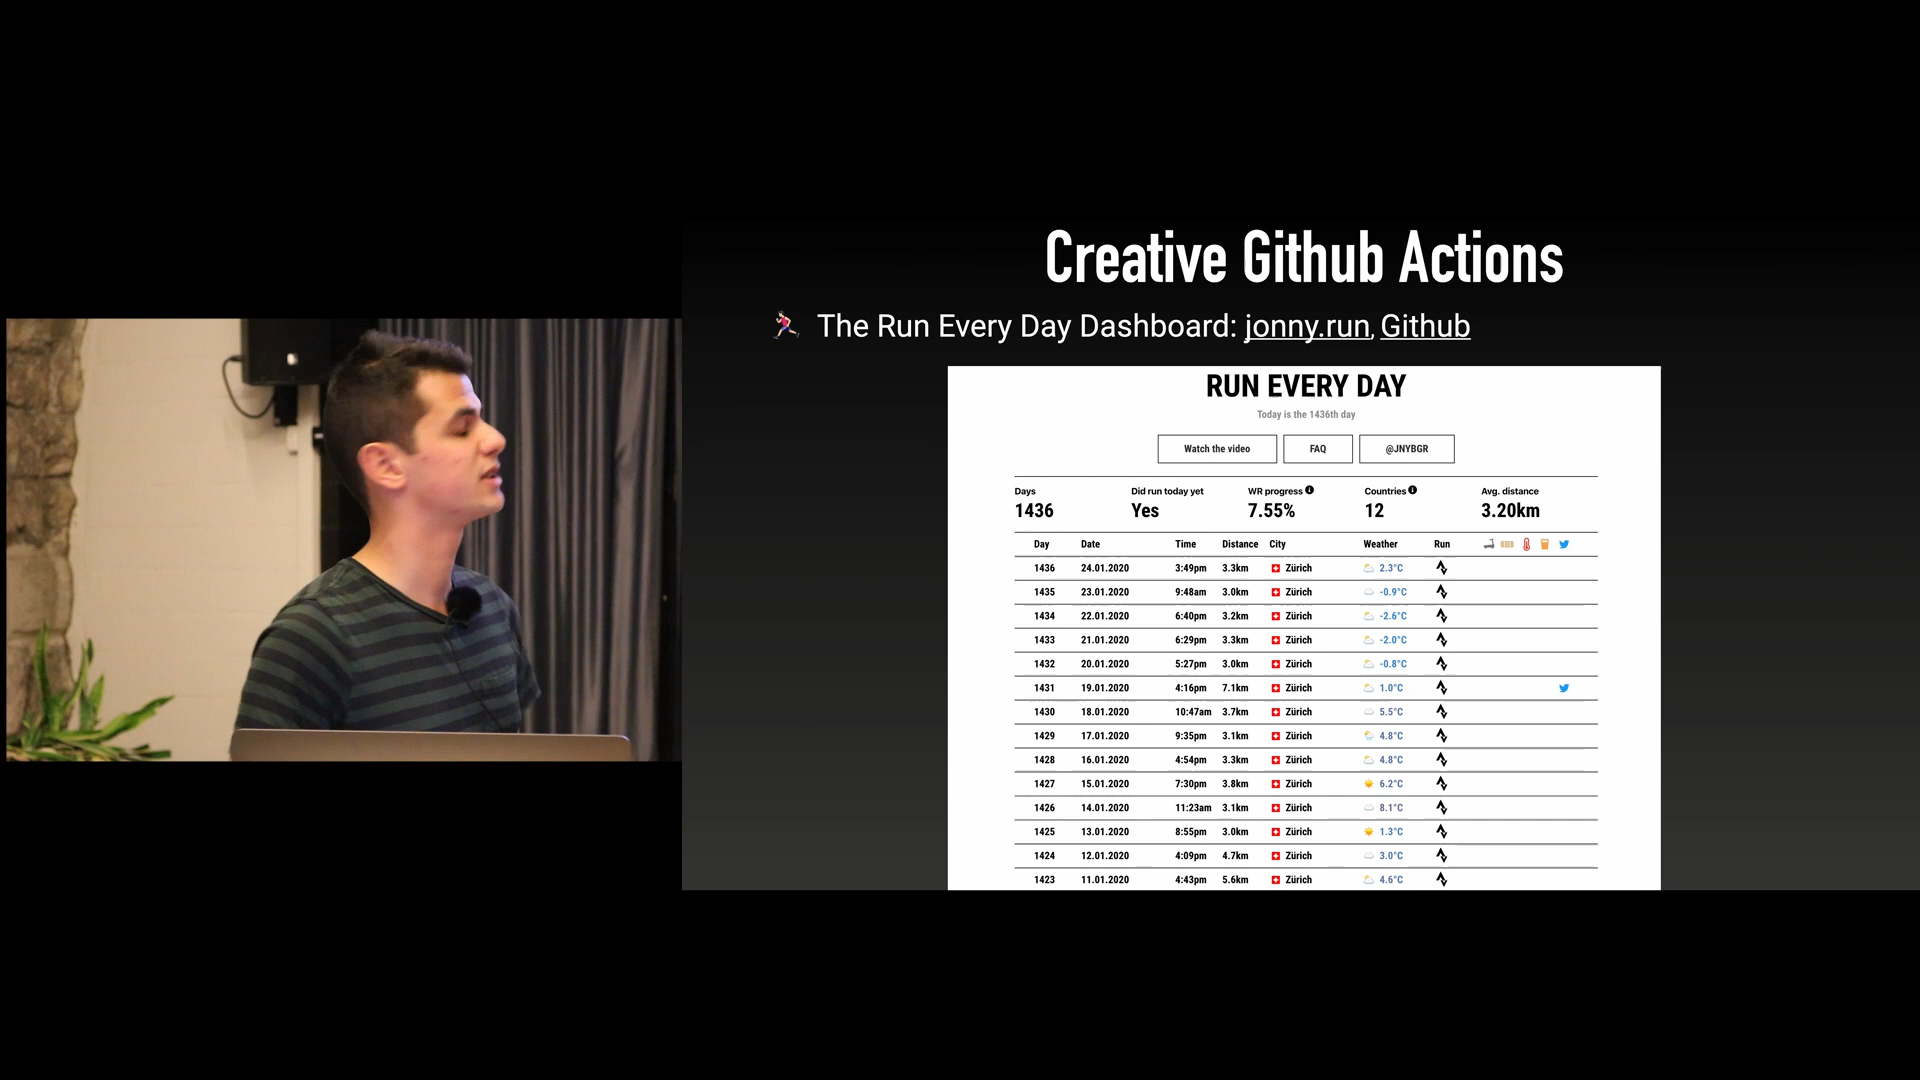 Creative Github Actions
The Run Every Day Dashboard: jonny.run, Github
RUN EVERY DAY
Today is the 1436th day
Watch the video FAQ @JNYBGR
Days Did run today yet WR progress Countries Avg. distance
1436 Yes 7.55% 12 3.20km
Day Date Time Distance City Weather Run
1436 24.01.2020 3:49pm 3.3km Zürich 2.3°C
1435 23.01.2020 9:48am 3.0km Zürich -0.9°C
1434 22.01.2020 6:40pm 3.2km Zürich -2.6°C
1433 21.01.2020 6:29pm 3.3km Zürich -2.0°C
1432 20.01.2020 5:27pm 3.0km Zürich -0.8°C
1431 19.01.2020 4:16pm 7.1km Zürich 1.0°C
1430 18.01.2020 10:47am 3.7km Zürich 5.5°C
1429 17.01.2020 9:35pm 3.1km Zürich 4.8°C
1428 16.01.2020 4:54pm 3.3km Zürich 4.8°C
1427 15.01.2020 7:30pm 3.8km Zürich 6.2°C
1426 14.01.2020 11:23am 3.1km Zürich 8.1°C
1425 13.01.2020 8:55pm 3.0km Zürich 1.3°C
1424 12.01.2020 4:09pm 4.7km Zürich 3.0°C
1423 11.01.2020 4:43pm 5.6km Zürich 4.6°C